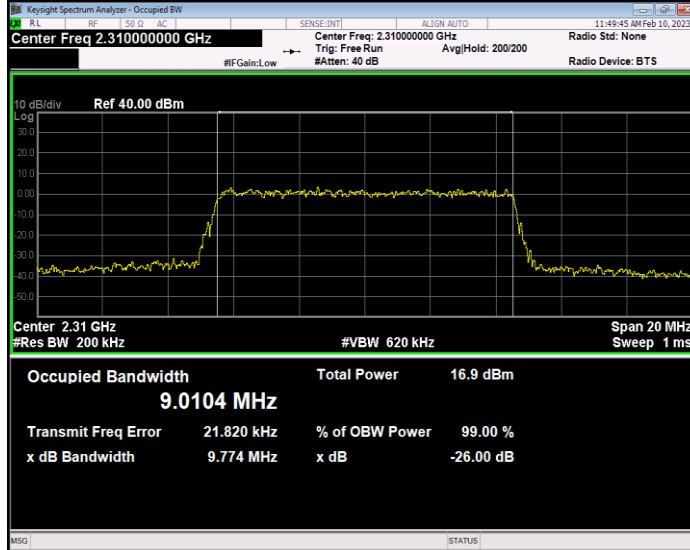 Keysight Spectrum Analyzer - Occupied BW
RL RF 50 Ω AC SENSE:INT ALIGN AUTO 11:49:45 AM Feb 10, 2023
Center Freq 2.310000000 GHz
Center Freq: 2.310000000 GHz
Radio Std: None
Trig: Free Run Avg|Hold: 200/200
#IFGain:Low #Atten: 40 dB Radio Device: BTS
10 dB/div Ref 40.00 dBm
Log
30.0
20.0
10.0
0.00
-10.0
-20.0
-30.0
-40.0
-50.0
Center 2.31 GHz Span 20 MHz
#Res BW 200 kHz #VBW 620 kHz Sweep 1 ms
Occupied Bandwidth Total Power 16.9 dBm
9.0104 MHz
Transmit Freq Error 21.820 kHz % of OBW Power 99.00 %
x dB Bandwidth 9.774 MHz x dB -26.00 dB
MSG STATUS